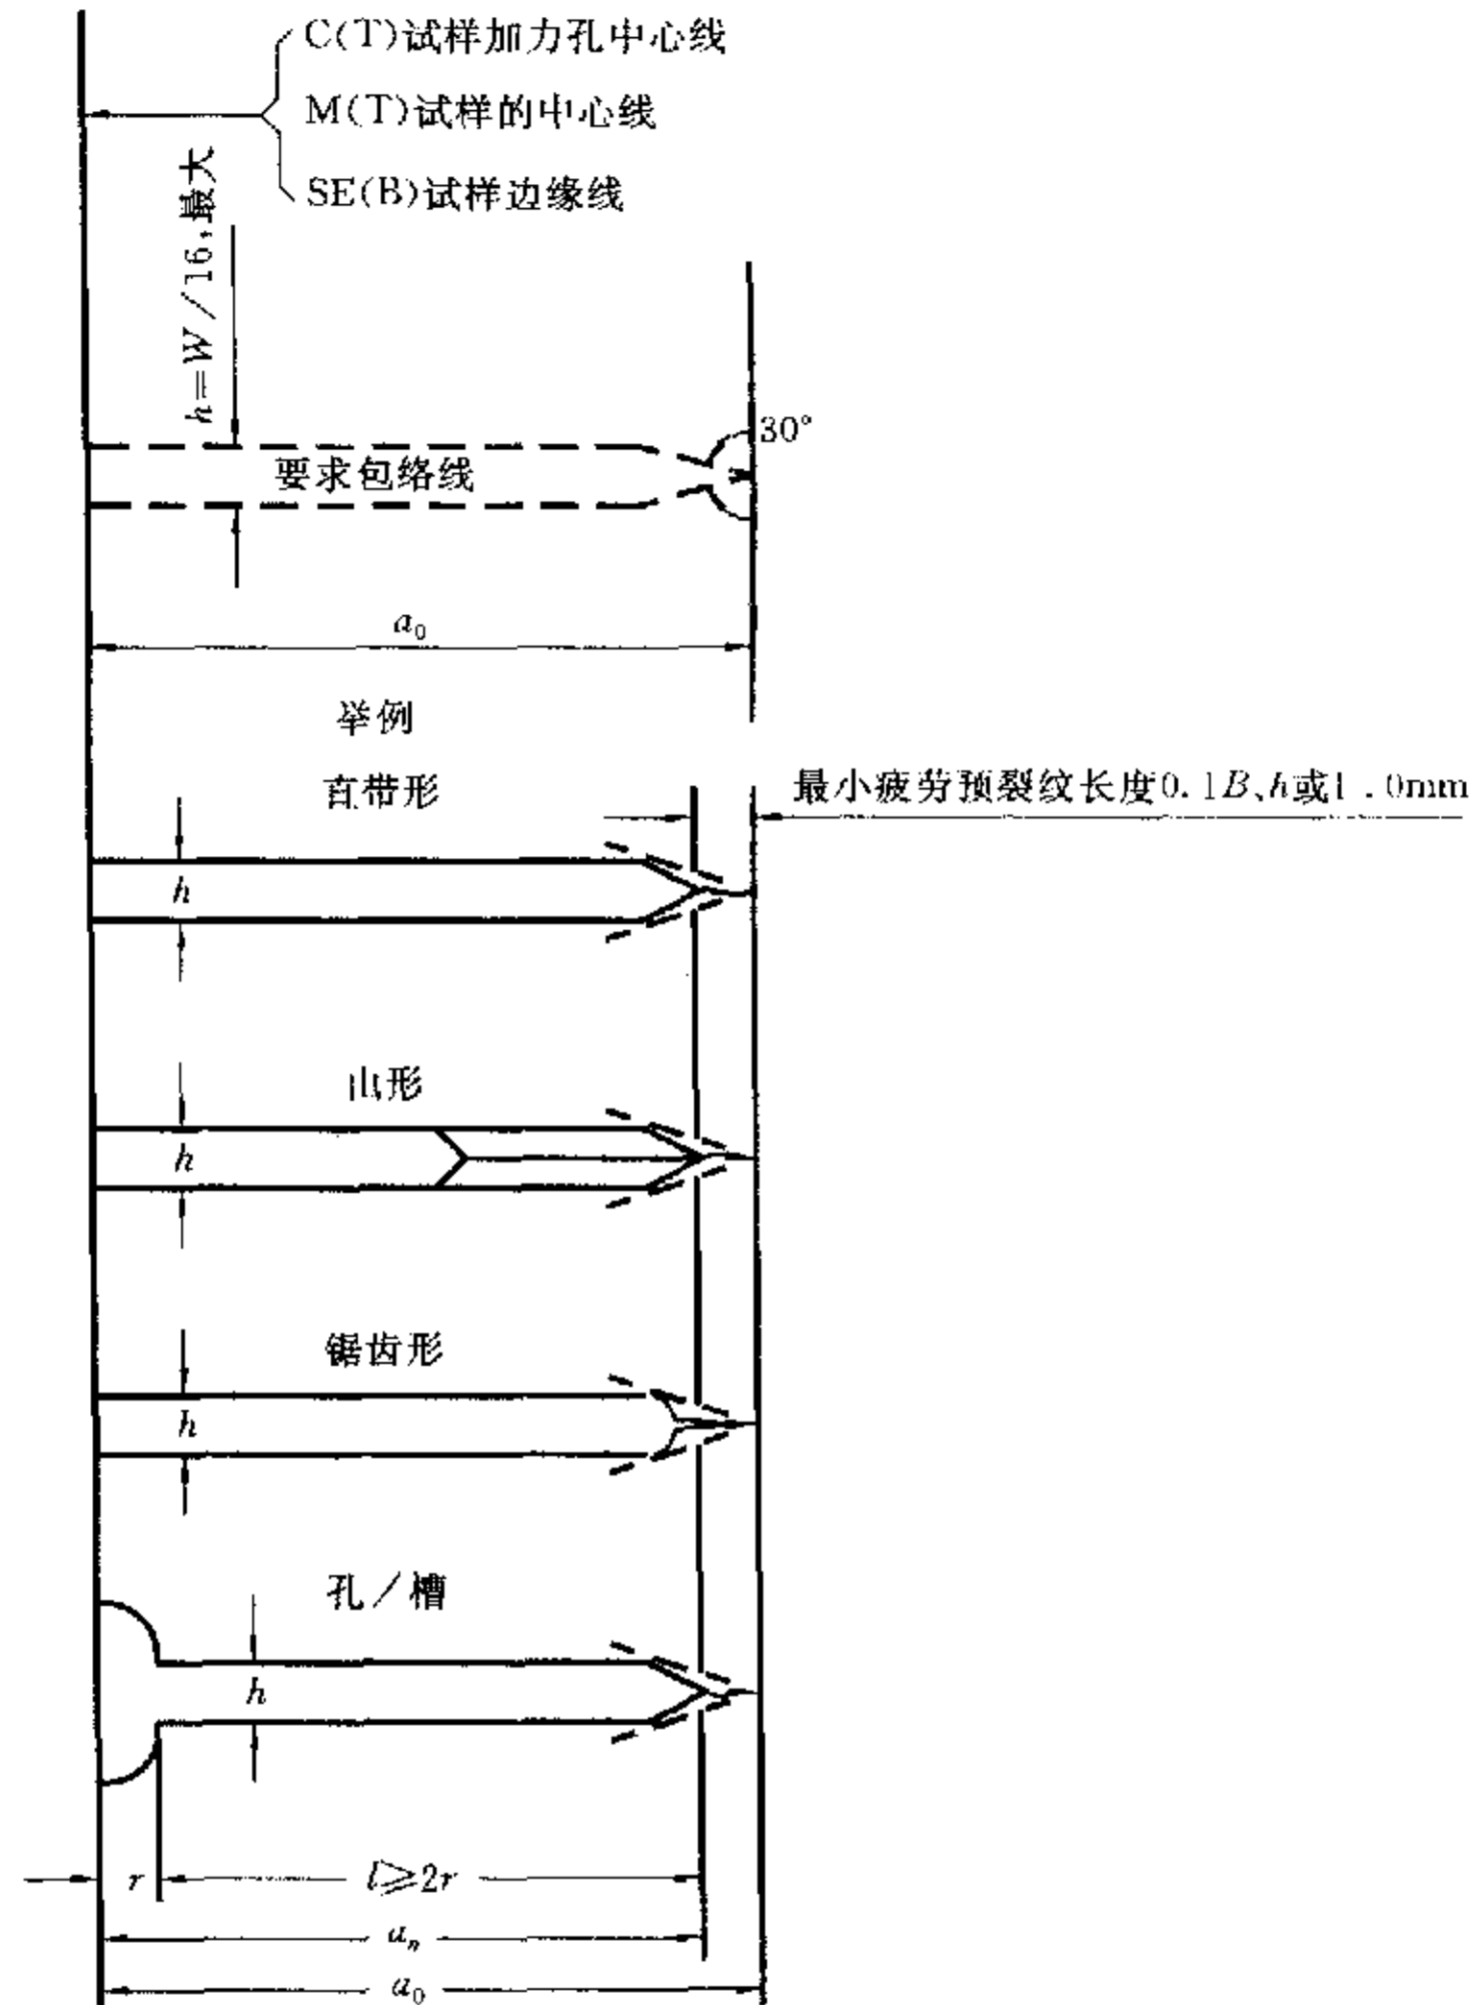 C(T)试样加力孔中心线
M(T)试样的中心线
SE(B)试样边缘线
h=W/16,最大
30°
要求包络线
a₀
举例
直带形
最小疲劳预裂纹长度0.1B、h或1.0mm
h
山形
h
锯齿形
h
孔/槽
h
r
l≥2r
aₙ
a₀